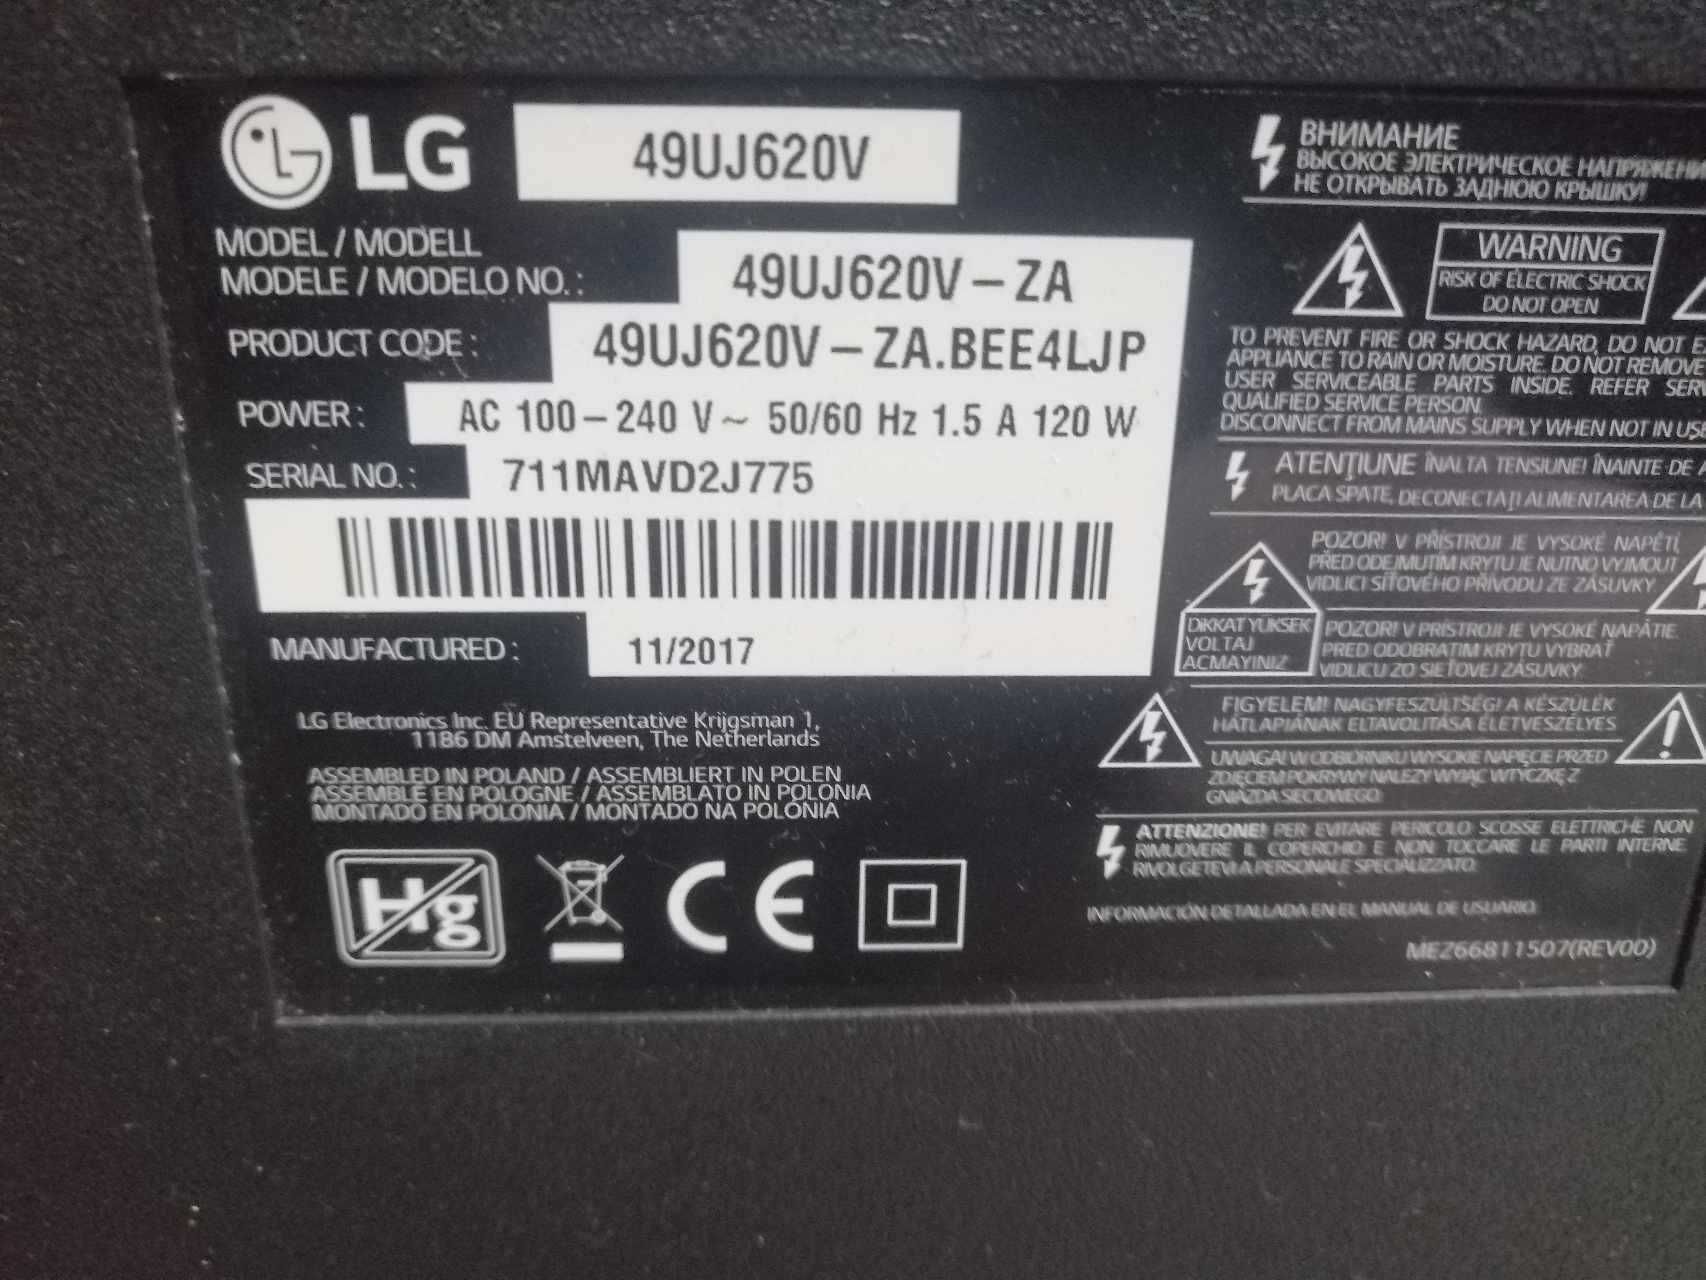 LG 49UJ620V
MODEL / MODELL
MODELE / MODELO NO. : 49UJ620V – ZA
PRODUCT CODE : 49UJ620V – ZA.BEE4LJP
POWER : AC 100 – 240 V ~ 50/60 Hz 1.5 A 120 W
SERIAL NO. : 711MAVD2J775
MANUFACTURED : 11/2017
LG Electronics Inc. EU Representative Krijgsman 1,
1186 DM Amstelveen, The Netherlands
ASSEMBLED IN POLAND / ASSEMBLIERT IN POLEN
ASSEMBLE EN POLOGNE / ASSEMBLATO IN POLONIA
MONTADO EN POLONIA / MONTADO NA POLÓNIA
Hg
CE
ВНИМАНИЕ
ВЫСОКОЕ ЭЛЕКТРИЧЕСКОЕ
НЕ ОТКРЫВАТЬ ЗАДНЮЮ КРЫШКУ!
WARNING
RISK OF ELECTRIC SHOCK
DO NOT OPEN
TO PREVENT FIRE OR SHOCK HAZARD, DO NOT
APPLIANCE TO RAIN OR MOISTURE. DO NOT REMOVE
USER SERVICEABLE PARTS INSIDE. REFER
QUALIFIED SERVICE PERSON.
DISCONNECT FROM MAINS SUPPLY WHEN NOT IN USE
ATENŢIUNE ÎNALTA TENSIUNE! ÎNAINTE DE
PLACA SPATE, DECONECTAŢI ALIMENTAREA DE LA
POZOR! V PŘÍSTROJI JE VYSOKÉ NAPĚTÍ,
PŘED ODEJMUTÍM KRYTU JE NUTNO VYJMOUT
VIDLICI SÍŤOVÉHO PŘÍVODU ZE ZÁSUVKY.
DIKKAT YÜKSEK
VOLTAJ
AÇMAYINIZ
POZOR! V PRÍSTROJI JE VYSOKÉ NAPÄTIE.
PRED ODOBRATÍM KRYTU VYBRAŤ
VIDLICU ZO SIEŤOVEJ ZÁSUVKY.
FIGYELEM! NAGYFESZÜLTSÉG! A KÉSZÜLÉK
HÁTLAPJÁNAK ELTÁVOLITÁSA ÉLETVESZÉLYES
UWAGA! W ODBIORNIKU WYSOKIE NAPIĘCIE PRZED
ZDJĘCIEM POKRYWY NALEŻY WYJĄĆ WTYCZKĘ Z
GNIAZDA SIECIOWEGO.
ATTENZIONE! PER EVITARE PERICOLO SCOSSE ELETTRICHE NON
RIMUOVERE IL COPERCHIO E NON TOCCARE LE PARTI INTERNE.
RIVOLGETEVI A PERSONALE SPECIALIZZATO.
INFORMACIÓN DETALLADA EN EL MANUAL DE USUARIO.
MEZ66811507(REV0D)